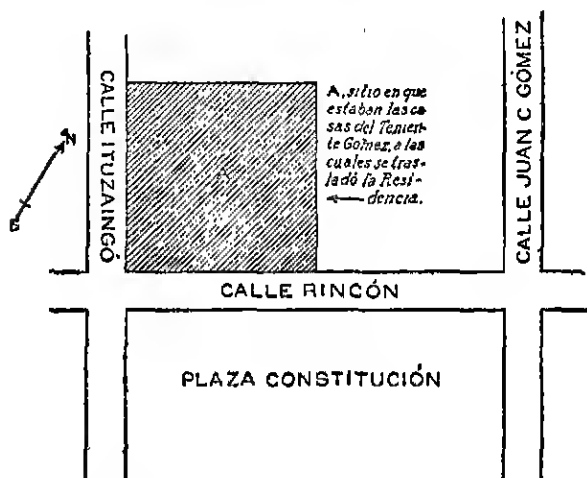 CALLE ITUZAINGÓ
A, sitio en que
estaban las ca-
sas del Tenien-
te Gómez, a las
cuales se tras-
ladó la Resi-
dencia.
CALLE JUAN C GÓMEZ
N
CALLE RINCÓN
PLAZA CONSTITUCIÓN